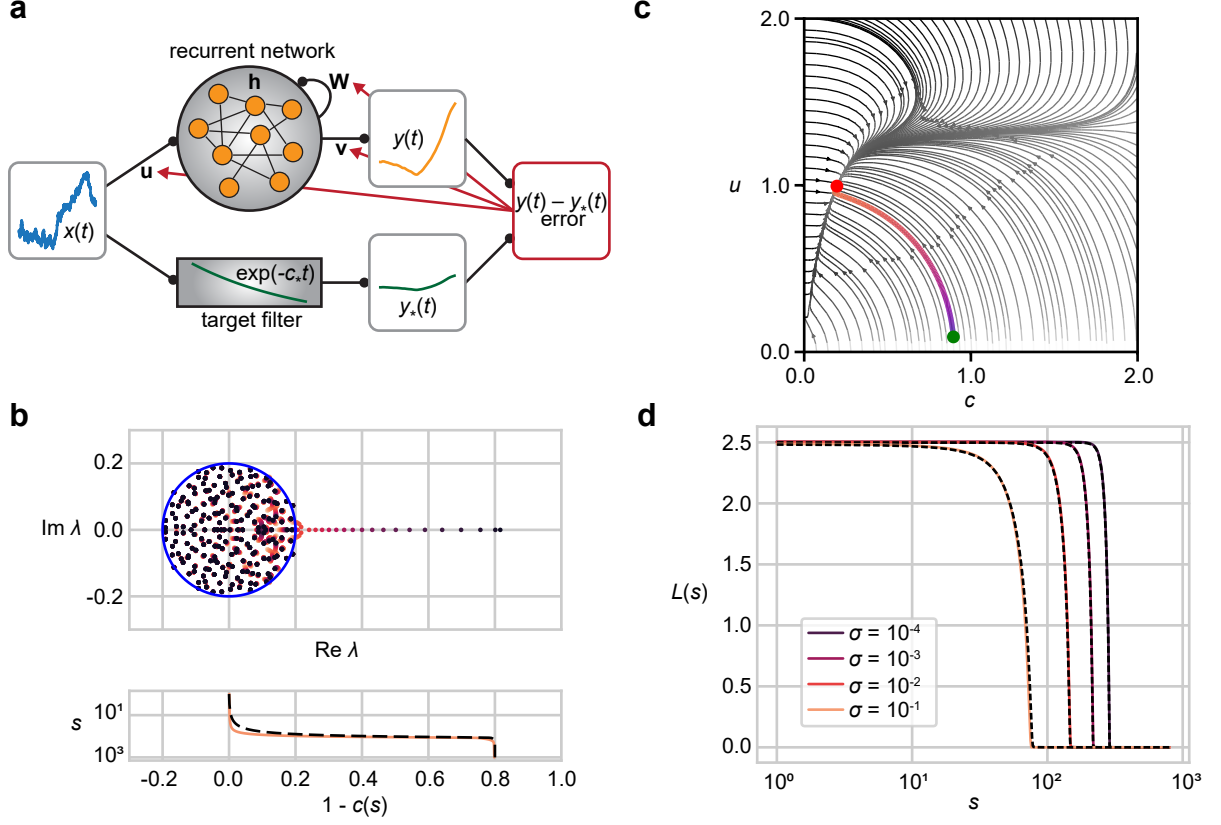 a
recurrent network
h
W
u
v
x(t)
y(t)
y(t) − y*(t)
error
exp(-c*t)
target filter
y*(t)
b
0.2
Im λ 0.0
-0.2
Re λ
s
10¹
10³
-0.2 0.0 0.2 0.4 0.6 0.8 1.0
1 - c(s)
c
2.0
u
1.0
0.0
0.0 1.0 2.0
c
d
2.5
2.0
1.5
L(s)
1.0
0.5
0.0
σ = 10⁻⁴
σ = 10⁻³
σ = 10⁻²
σ = 10⁻¹
10⁰ 10¹ 10² 10³
s